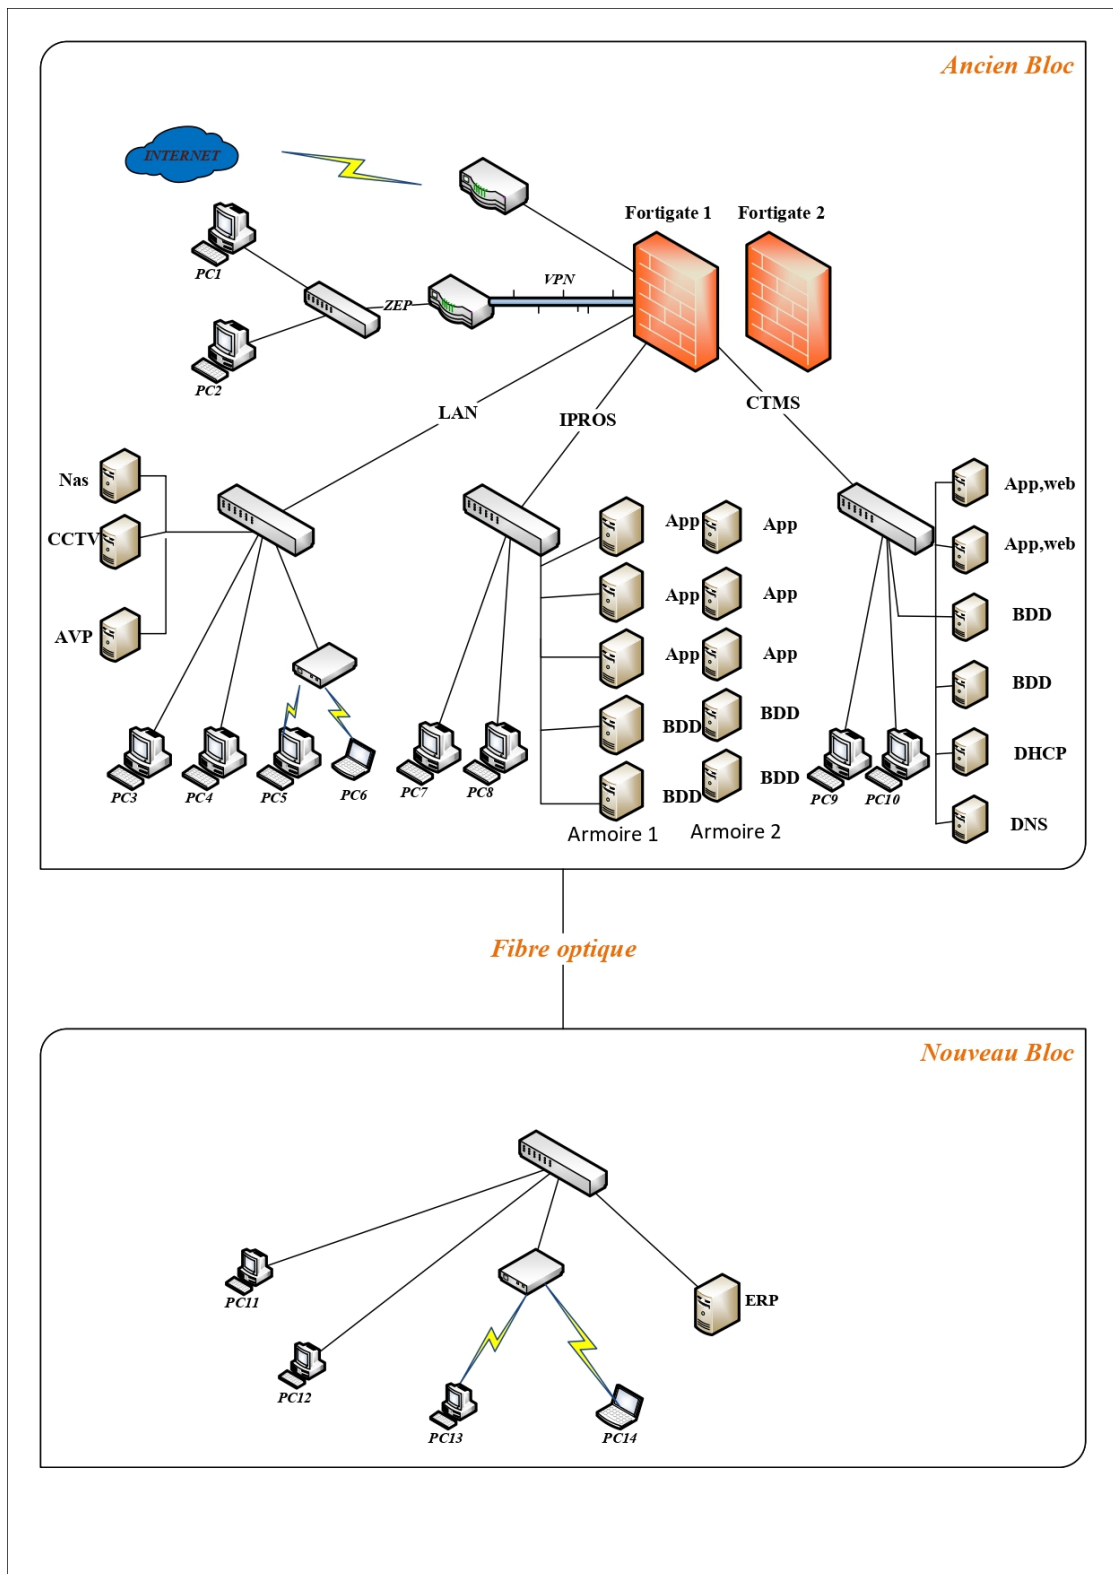 Ancien Bloc
INTERNET
Fortigate 1
Fortigate 2
PC1
VPN
ZEP
PC2
LAN
IPROS
CTMS
Nas
CCTV
AVP
PC3
PC4
PC5
PC6
PC7
PC8
App
App
App
App
App
App
BDD
BDD
BDD
BDD
Armoire 1
Armoire 2
App,web
App,web
BDD
BDD
DHCP
DNS
PC9
PC10
Fibre optique
Nouveau Bloc
PC11
PC12
PC13
PC14
ERP